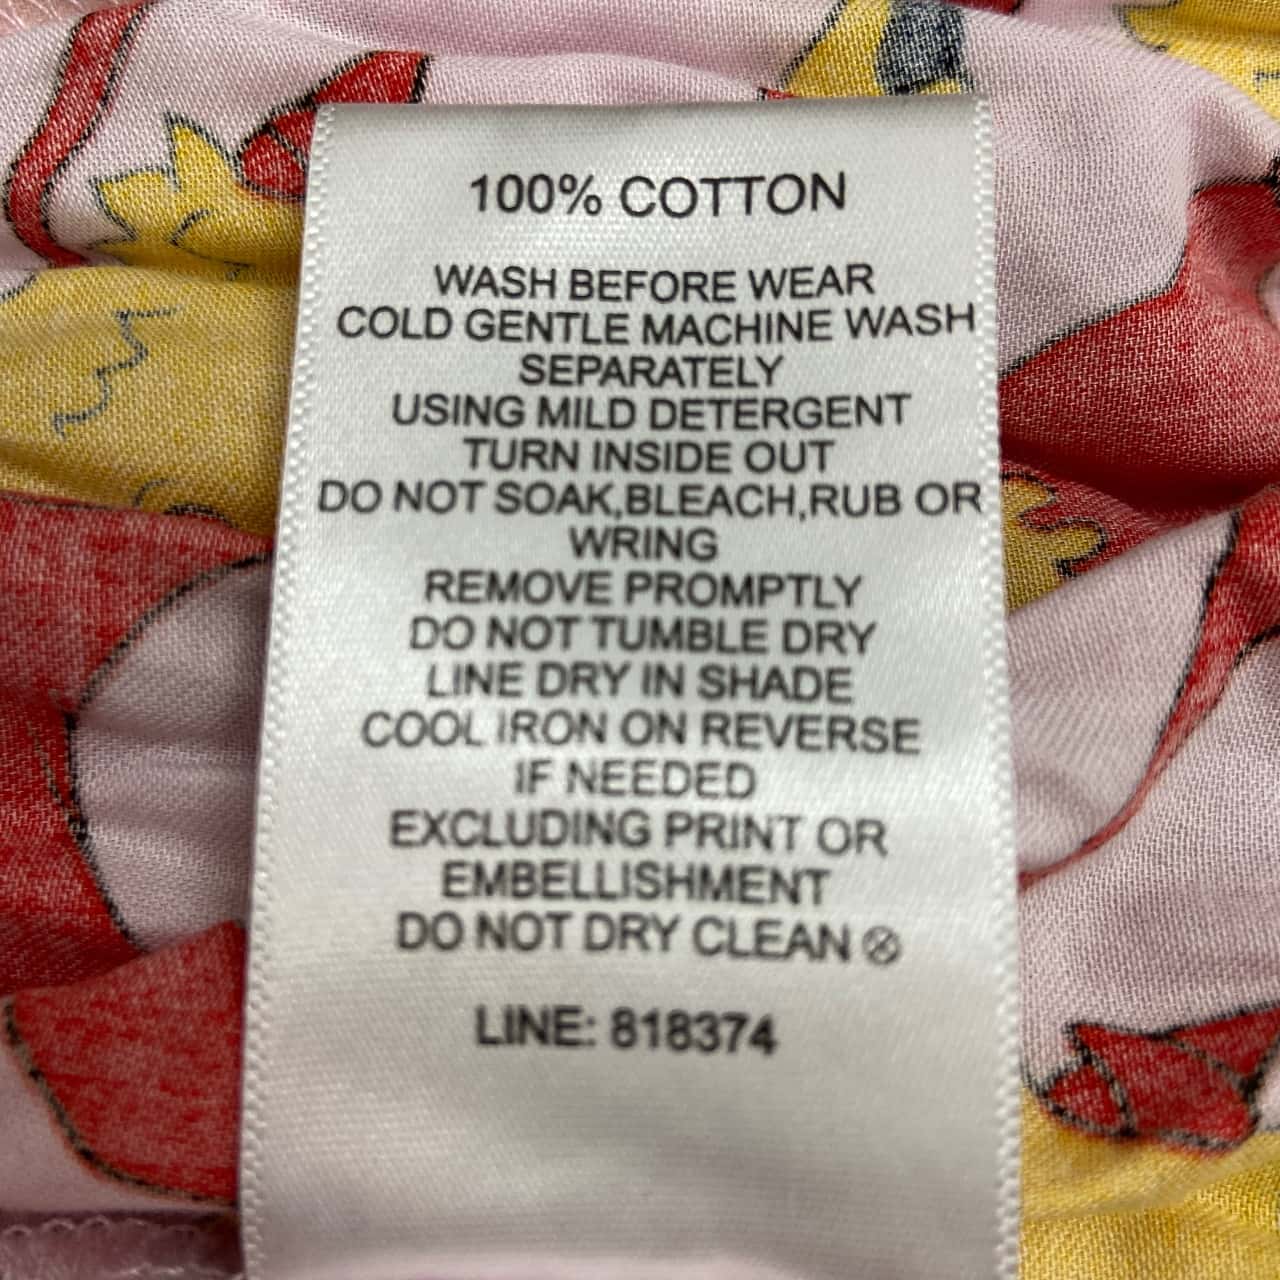 100% COTTON
WASH BEFORE WEAR
COLD GENTLE MACHINE WASH
SEPARATELY
USING MILD DETERGENT
TURN INSIDE OUT
DO NOT SOAK,BLEACH,RUB OR
WRING
REMOVE PROMPTLY
DO NOT TUMBLE DRY
LINE DRY IN SHADE
COOL IRON ON REVERSE
IF NEEDED
EXCLUDING PRINT OR
EMBELLISHMENT
DO NOT DRY CLEAN
LINE: 818374